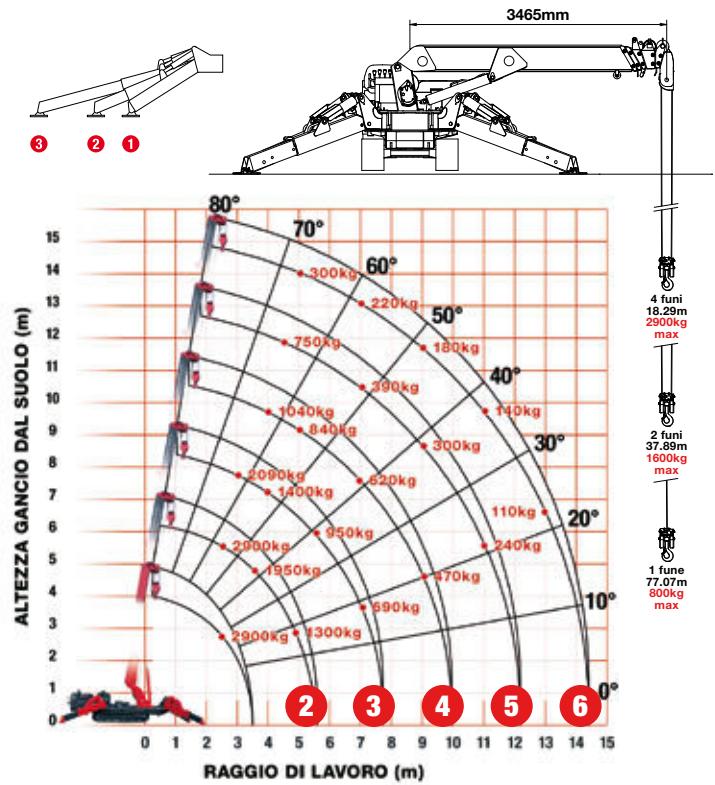 3465mm
3
2
1
4 funi
18.29m
2900kg
max
2 funi
37.89m
1600kg
max
1 fune
77.07m
800kg
max
ALTEZZA GANCIO DAL SUOLO (m)
15
14
13
12
11
10
9
8
7
6
5
4
3
2
1
0
80°
70°
60°
50°
40°
30°
20°
10°
0°
300kg
220kg
180kg
140kg
110kg
750kg
390kg
300kg
240kg
1040kg
840kg
620kg
470kg
2090kg
1400kg
950kg
690kg
2900kg
1950kg
1300kg
2900kg
2
3
4
5
6
0 1 2 3 4 5 6 7 8 9 10 11 12 13 14 15
RAGGIO DI LAVORO (m)